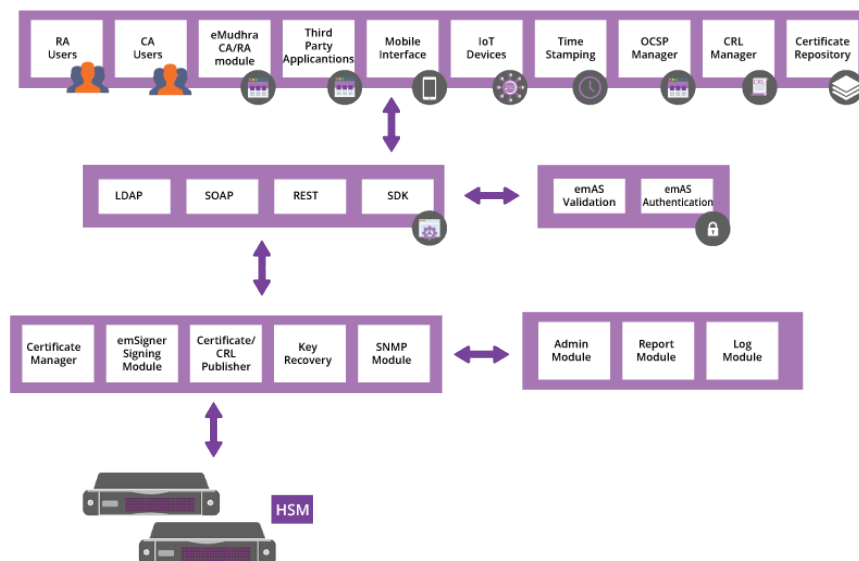 RA
Users
CA
Users
eMudhra
CA/RA
module
Third
Party
Applicantions
Mobile
Interface
IoT
Devices
Time
Stamping
OCSP
Manager
CRL
Manager
Certificate
Repository
LDAP
SOAP
REST
SDK
emAS
Validation
emAS
Authentication
Certificate
Manager
emSigner
Signing
Module
Certificate/
CRL
Publisher
Key
Recovery
SNMP
Module
Admin
Module
Report
Module
Log
Module
HSM